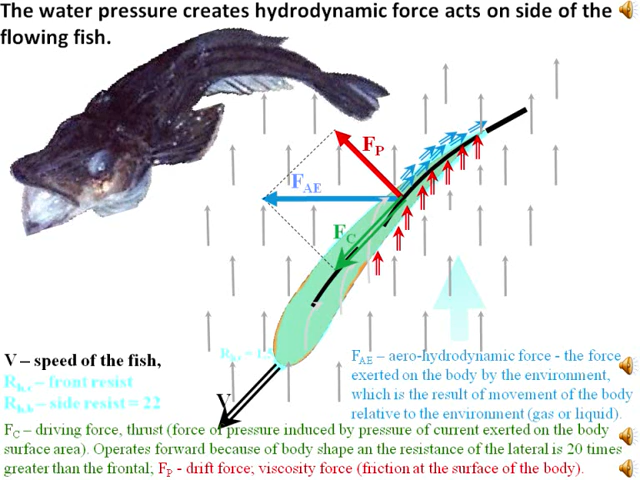 The water pressure creates hydrodynamic force acts on side of the
flowing fish.
FP
FAE
FC
V
V – speed of the fish,
– front resist
– side resist = 22
FAE – aero-hydrodynamic force - the force
exerted on the body by the environment,
which is the result of movement of the body
relative to the environment (gas or liquid).
FC – driving force, thrust (force of pressure induced by pressure of current exerted on the body
surface area). Operates forward because of body shape an the resistance of the lateral is 20 times
greater than the frontal; FP - drift force; viscosity force (friction at the surface of the body).